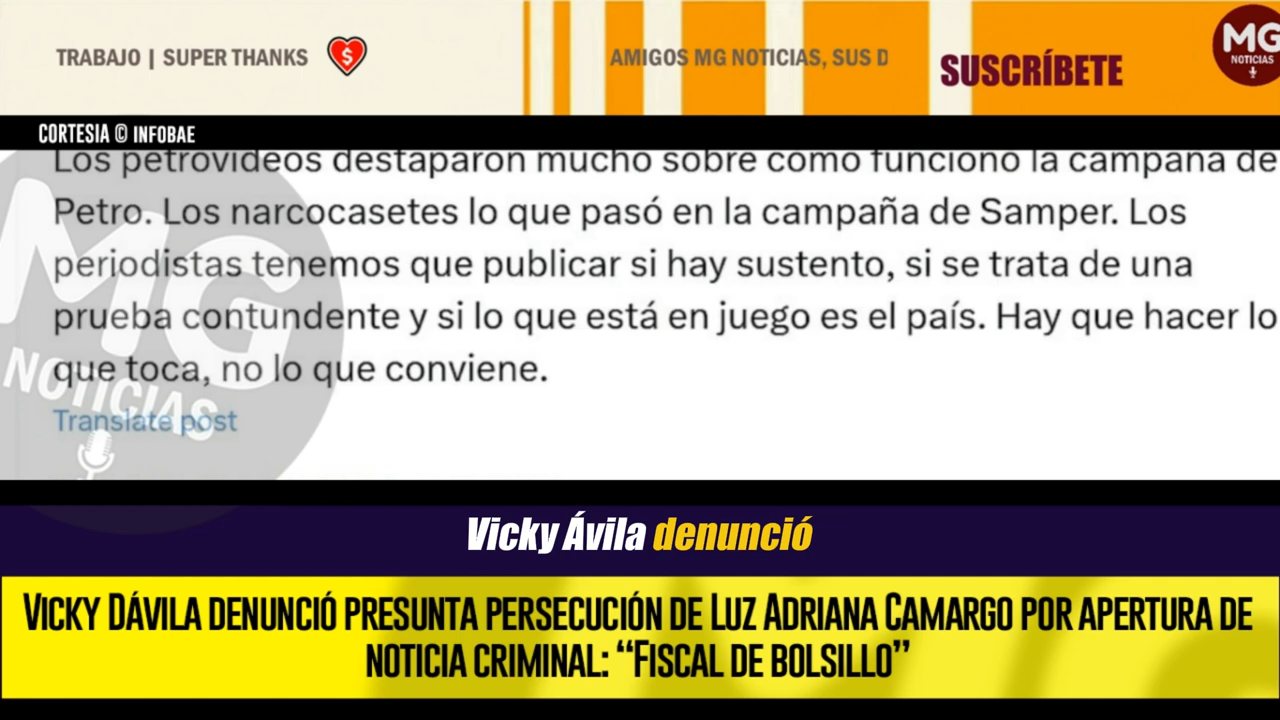 TRABAJO | SUPER THANKS
AMIGOS MG NOTICIAS, SUS D
SUSCRÍBETE
MG
NOTICIAS
CORTESIA © INFOBAE
Los petrovideos destaparon mucho sobre cómo funcionó la campaña de
Petro. Los narcocasetes lo que pasó en la campaña de Samper. Los
periodistas tenemos que publicar si hay sustento, si se trata de una
prueba contundente y si lo que está en juego es el país. Hay que hacer lo
que toca, no lo que conviene.
Translate post
MG
NOTICIAS
Vicky Ávila denunció
VICKY DÁVILA DENUNCIÓ PRESUNTA PERSECUCIÓN DE LUZ ADRIANA CAMARGO POR APERTURA DE
NOTICIA CRIMINAL: “FISCAL DE BOLSILLO”